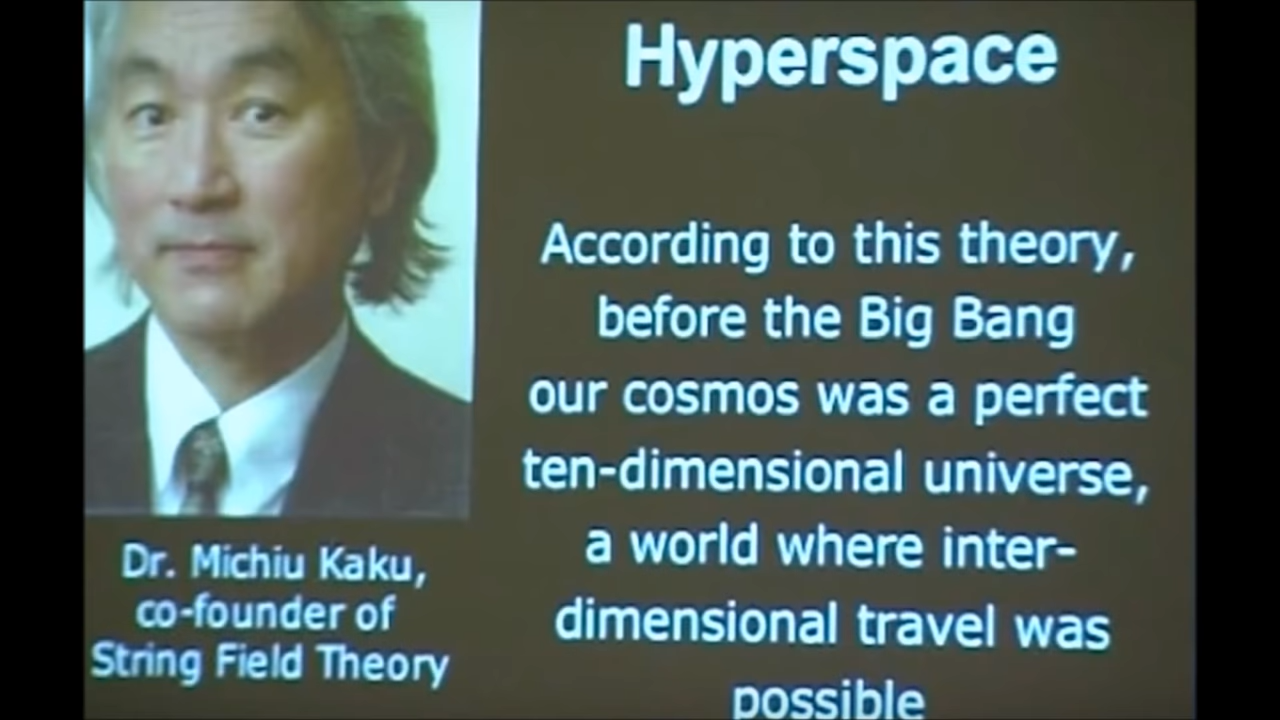 Hyperspace
According to this theory,
before the Big Bang
our cosmos was a perfect
ten-dimensional universe,
a world where inter-
dimensional travel was
possible
Dr. Michiu Kaku,
co-founder of
String Field Theory